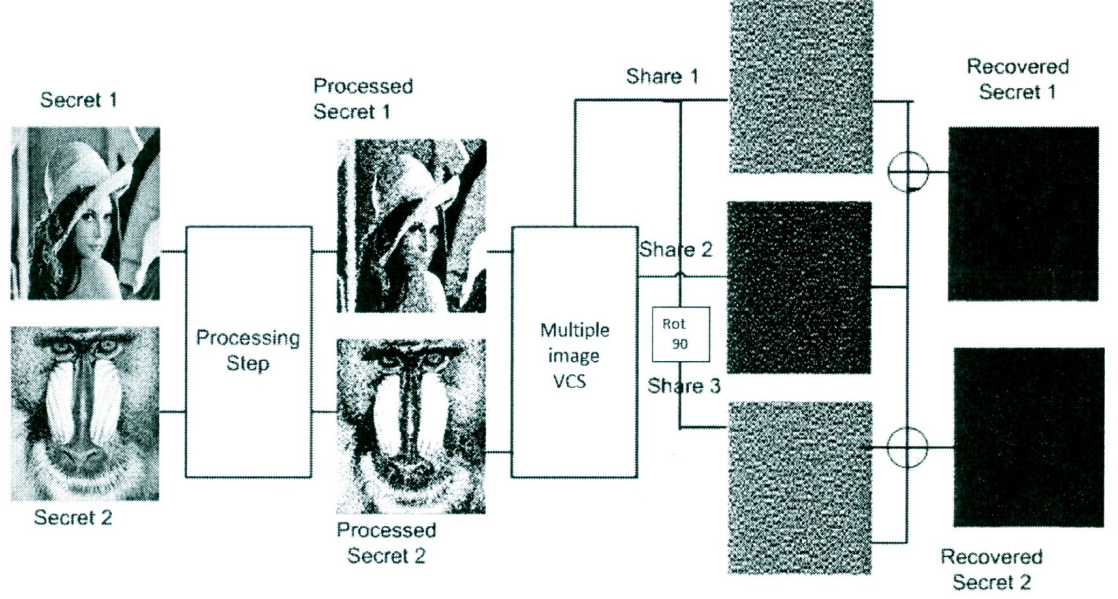 Secret 1
Processed
Secret 1
Share 1
Recovered
Secret 1
Processing
Step
Multiple
image
VCS
Share 2
Rot
90
Share 3
Secret 2
Processed
Secret 2
Recovered
Secret 2